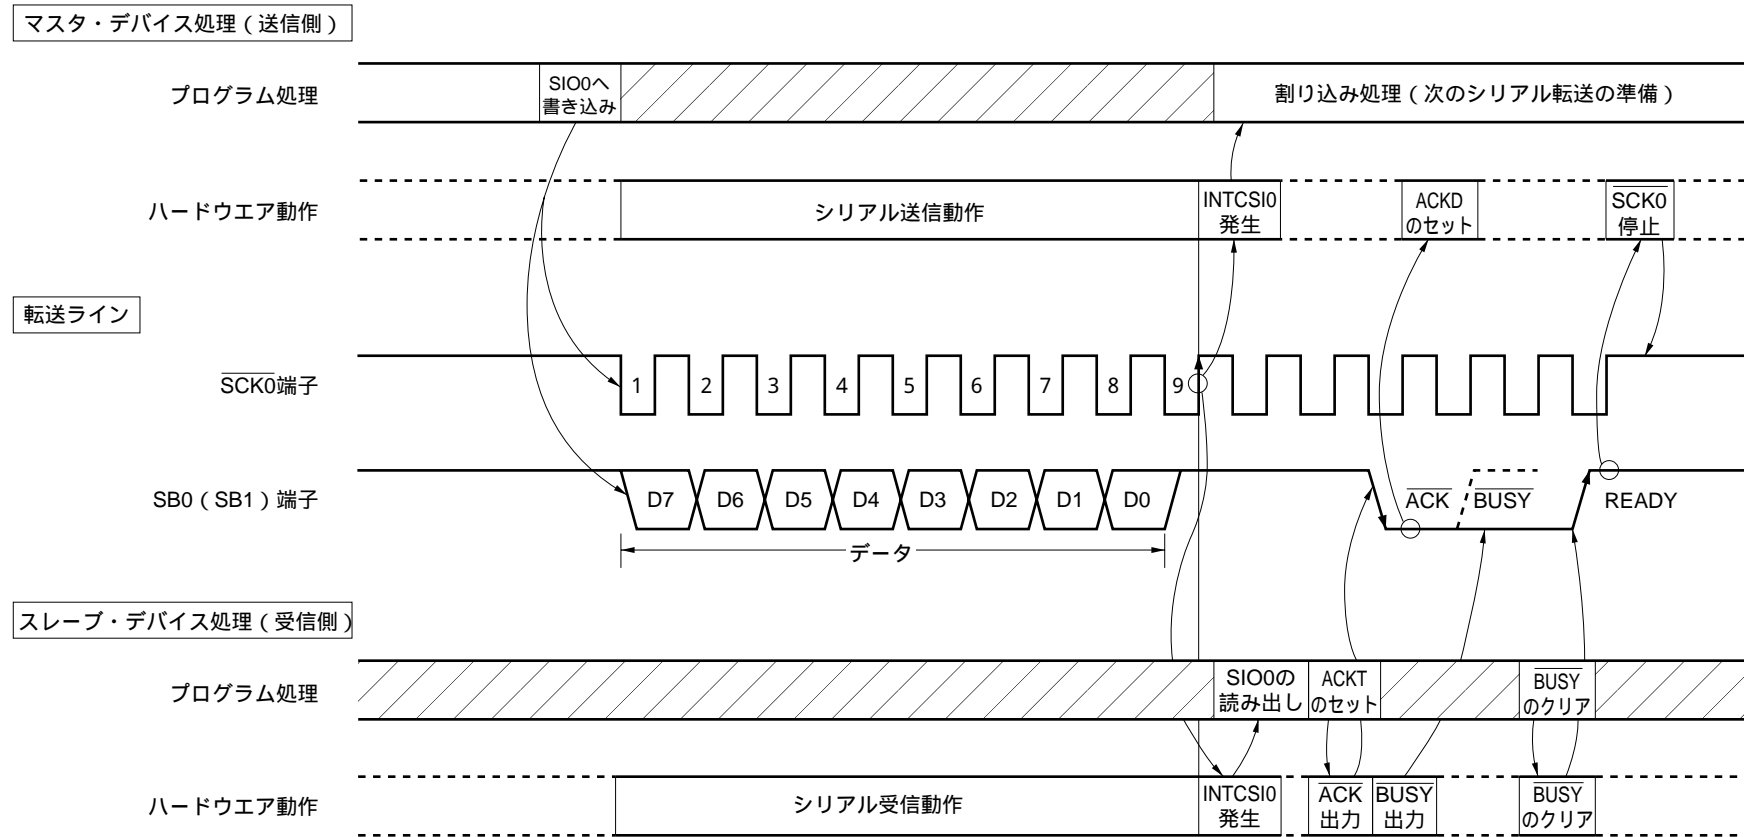 マスタ・デバイス処理（送信側）
プログラム処理
SIO0へ
書き込み
割り込み処理（次のシリアル転送の準備）
ハードウエア動作
シリアル送信動作
INTCSI0
発生
ACKD
のセット
SCK0
停止
転送ライン
SCK0端子
1 2 3 4 5 6 7 8 9
SB0（SB1）端子
D7 D6 D5 D4 D3 D2 D1 D0
ACK BUSY READY
データ
スレーブ・デバイス処理（受信側）
プログラム処理
SIO0の
読み出し
ACKT
のセット
BUSY
のクリア
ハードウエア動作
シリアル受信動作
INTCSI0
発生
ACK
出力
BUSY
出力
BUSY
のクリア